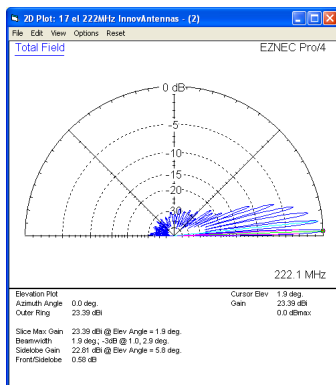 2D Plot: 17 el 222MHz InnovAntennas - (2)
File Edit View Options Reset
Total Field
EZNEC Pro/4
0 dB
-5
-10
-15
-20
-30
222.1 MHz
Elevation Plot
Cursor Elev 1.9 deg.
Azimuth Angle 0.0 deg.
Gain 23.39 dBi
Outer Ring 23.39 dBi
0.0 dBmax
Slice Max Gain 23.39 dBi @ Elev Angle = 1.9 deg.
Beamwidth 1.9 deg.; -3dB @ 1.0, 2.9 deg.
Sidelobe Gain 22.81 dBi @ Elev Angle = 5.8 deg.
Front/Sidelobe 0.58 dB